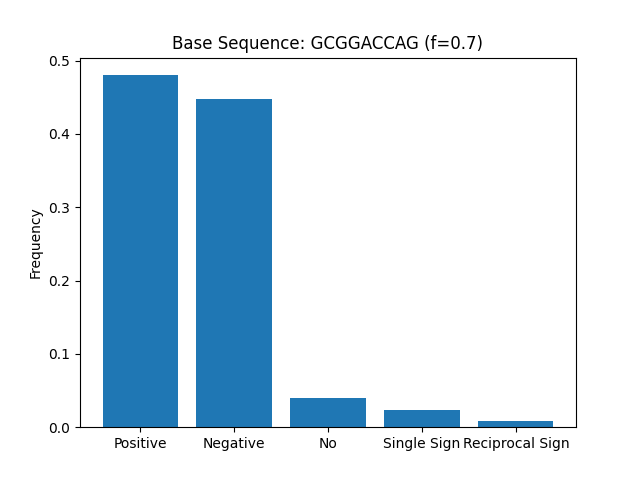 Base Sequence: GCGGACCAG (f=0.7)
0.5
0.4
0.3
0.2
0.1
0.0
Frequency
Positive Negative No Single Sign Reciprocal Sign